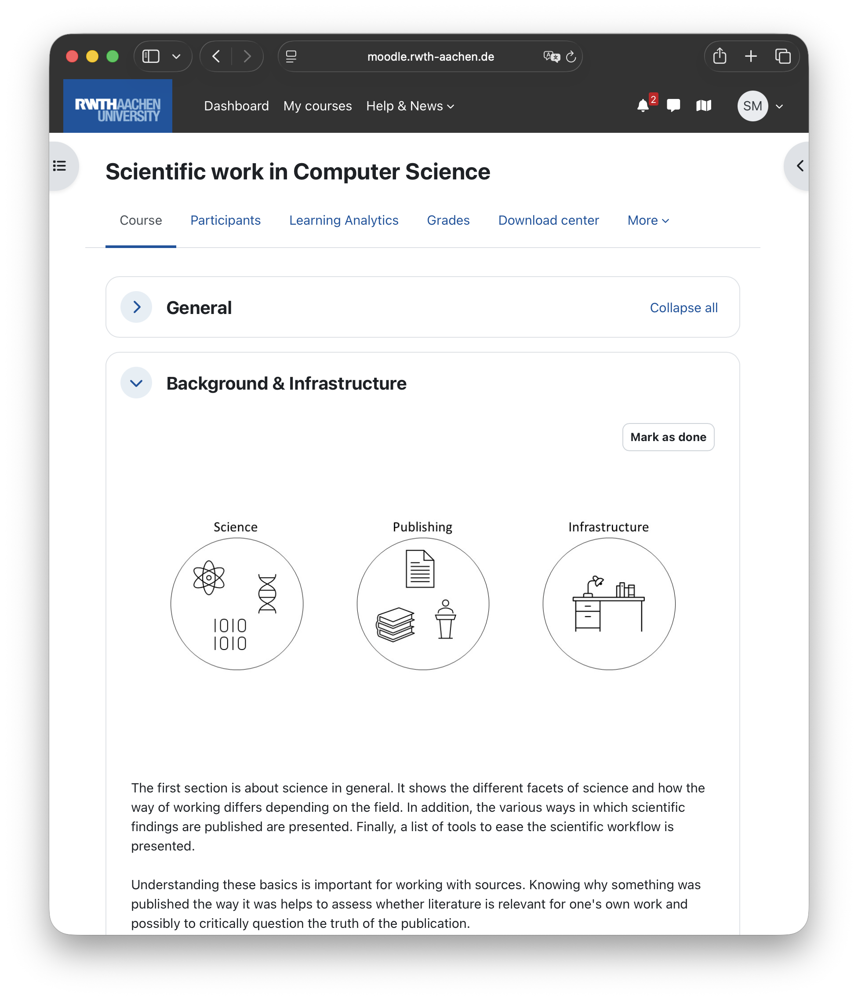 moodle.rwth-aachen.de
RWTHAACHEN
UNIVERSITY
Dashboard My courses Help & News
2
SM
Scientific work in Computer Science
Course Participants Learning Analytics Grades Download center More
General Collapse all
Background & Infrastructure
Mark as done
Science Publishing Infrastructure
1010
1010
The first section is about science in general. It shows the different facets of science and how the
way of working differs depending on the field. In addition, the various ways in which scientific
findings are published are presented. Finally, a list of tools to ease the scientific workflow is
presented.
Understanding these basics is important for working with sources. Knowing why something was
published the way it was helps to assess whether literature is relevant for one's own work and
possibly to critically question the truth of the publication.